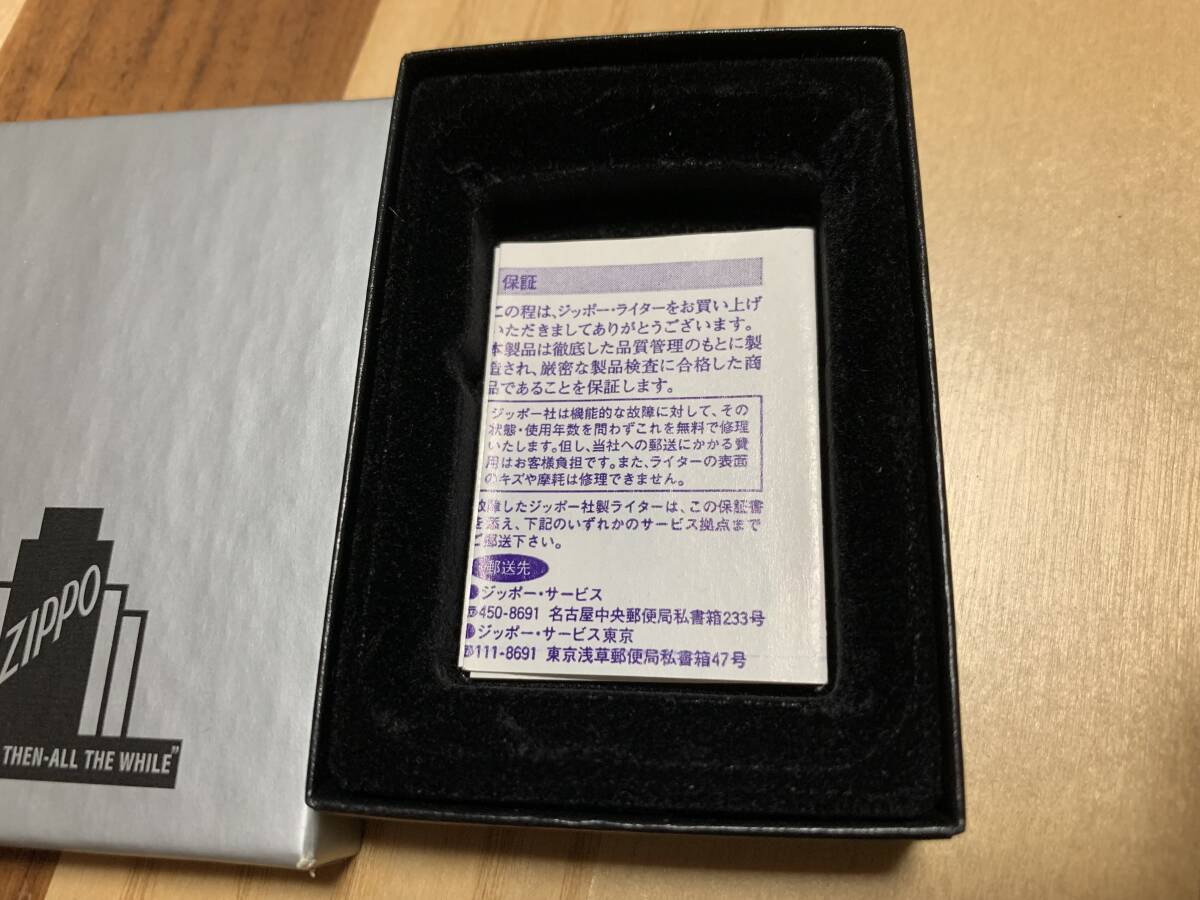 ZIPPO
THEN-ALL THE WHILE"
保証
この程は、ジッポー・ライターをお買い上げ
いただきましてありがとうございます。
本製品は徹底した品質管理のもとに製
造され、厳密な製品検査に合格した商
品であることを保証します。
ジッポー社は機能的な故障に対して、その
状態・使用年数を問わずこれを無料で修理
いたします。但し、当社への郵送にかかる費
用はお客様負担です。また、ライターの表面
のキズや摩耗は修理できません。
故障したジッポー社製ライターは、この保証書
を添え、下記のいずれかのサービス拠点まで
ご郵送下さい。
郵送先
●ジッポー・サービス
〒450-8691 名古屋中央郵便局私書箱233号
●ジッポー・サービス東京
〒111-8691 東京浅草郵便局私書箱47号